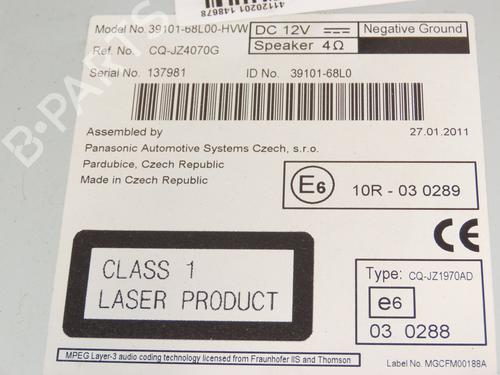 41120201148678
Model No. 39101-68L00-HVW
DC 12V
Negative Ground
Ref. No. CQ-JZ4070G
Speaker 4Ω
Serial No. 137981 ID No. 39101-68L0
Assembled by 27.01.2011
Panasonic Automotive Systems Czech, s.r.o.
Pardubice, Czech Republic
Made in Czech Republic
E6 10R - 03 0289
CE
CLASS 1
LASER PRODUCT
Type: CQ-JZ1970AD
e6
03 0288
MPEG Layer-3 audio coding technology licensed from Fraunhofer IIS and Thomson
Label No. MGCFM00188A
B-PARTS